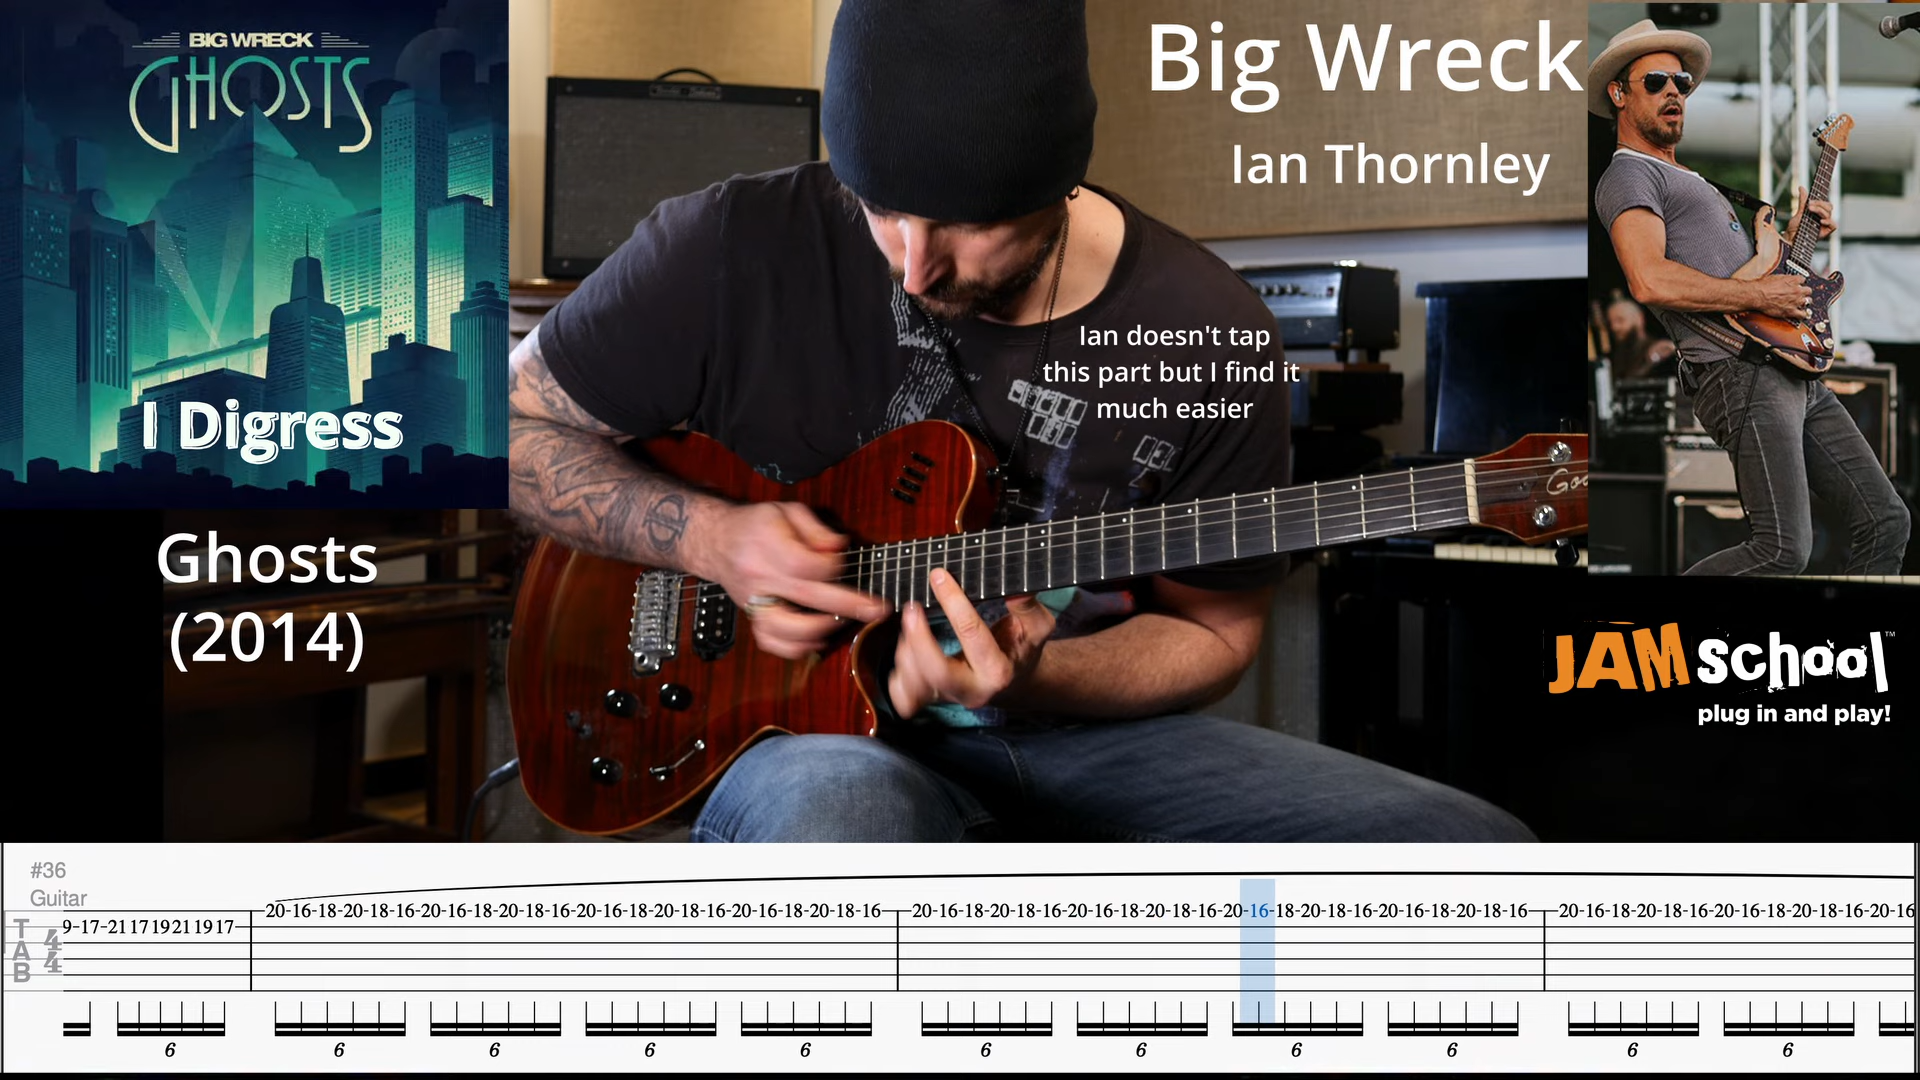 BIG WRECK
GHOSTS
I Digress
Ghosts
(2014)
Big Wreck
Ian Thornley
Ian doesn't tap
this part but I find it
much easier
JAM school™
plug in and play!
#36
Guitar
T
A
B
4
4
9-17-21 17 19 21 19 17
20-16-18-20-18-16-20-16-18-20-18-16-20-16-18-20-18-16-20-16-18-20-18-16
20-16-18-20-18-16-20-16-18-20-18-16-20-16-18-20-18-16-20-16-18-20-18-16
20-16-18-20-18-16-20-16-18-20-18-16-20-16
6 6 6 6 6 6 6 6 6 6 6